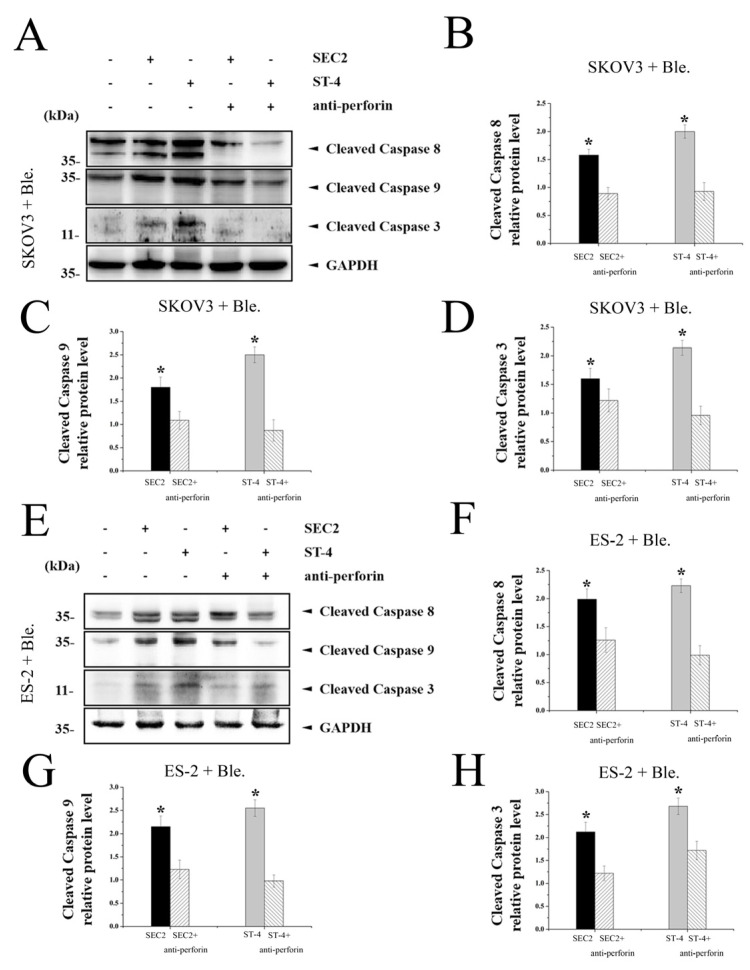 A
- + - + - SEC2
- - + - + ST-4
- - - + + anti-perforin
(kDa)
SKOV3 + Ble.
35-
Cleaved Caspase 8
35-
Cleaved Caspase 9
11-
Cleaved Caspase 3
35-
GAPDH
B
SKOV3 + Ble.
Cleaved Caspase 8
relative protein level
2.5
2.0
1.5
1.0
0.5
0.0
*
*
SEC2 SEC2+ ST-4 ST-4+
anti-perforin anti-perforin
C
SKOV3 + Ble.
Cleaved Caspase 9
relative protein level
3.0
2.5
2.0
1.5
1.0
0.5
0.0
*
*
SEC2 SEC2+ ST-4 ST-4+
anti-perforin anti-perforin
D
SKOV3 + Ble.
Cleaved Caspase 3
relative protein level
2.5
2.0
1.5
1.0
0.5
0.0
*
*
SEC2 SEC2+ ST-4 ST-4+
anti-perforin anti-perforin
E
- + - + - SEC2
- - + - + ST-4
- - - + + anti-perforin
(kDa)
ES-2 + Ble.
35-
Cleaved Caspase 8
35-
Cleaved Caspase 9
11-
Cleaved Caspase 3
35-
GAPDH
F
ES-2 + Ble.
Cleaved Caspase 8
relative protein level
2.5
2.0
1.5
1.0
0.5
0.0
*
*
SEC2 SEC2+ ST-4 ST-4+
anti-perforin anti-perforin
G
ES-2 + Ble.
Cleaved Caspase 9
relative protein level
3.0
2.5
2.0
1.5
1.0
0.5
0.0
*
*
SEC2 SEC2+ ST-4 ST-4+
anti-perforin anti-perforin
H
ES-2 + Ble.
Cleaved Caspase 3
relative protein level
3.0
2.5
2.0
1.5
1.0
0.5
0.0
*
*
SEC2 SEC2+ ST-4 ST-4+
anti-perforin anti-perforin